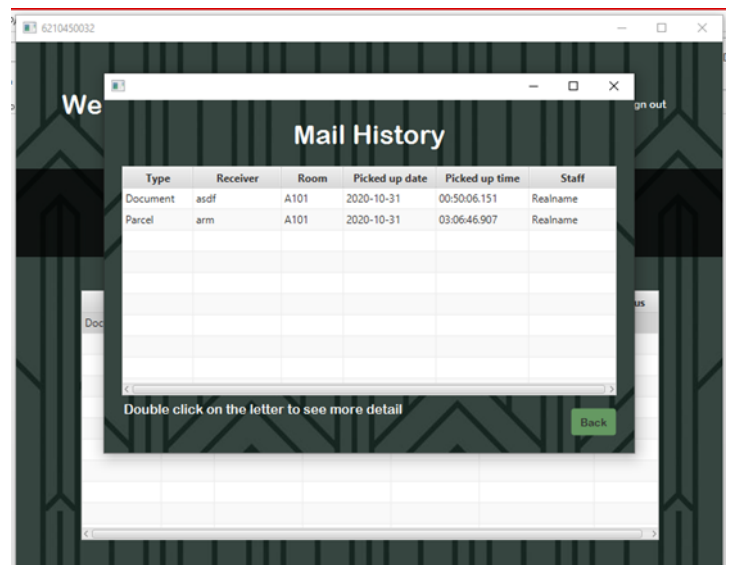 6210450032
We
gn out
Mail History
Type Receiver Room Picked up date Picked up time Staff
Document asdf A101 2020-10-31 00:50:06.151 Realname
Parcel arm A101 2020-10-31 03:06:46.907 Realname
us
Doc
Double click on the letter to see more detail
Back